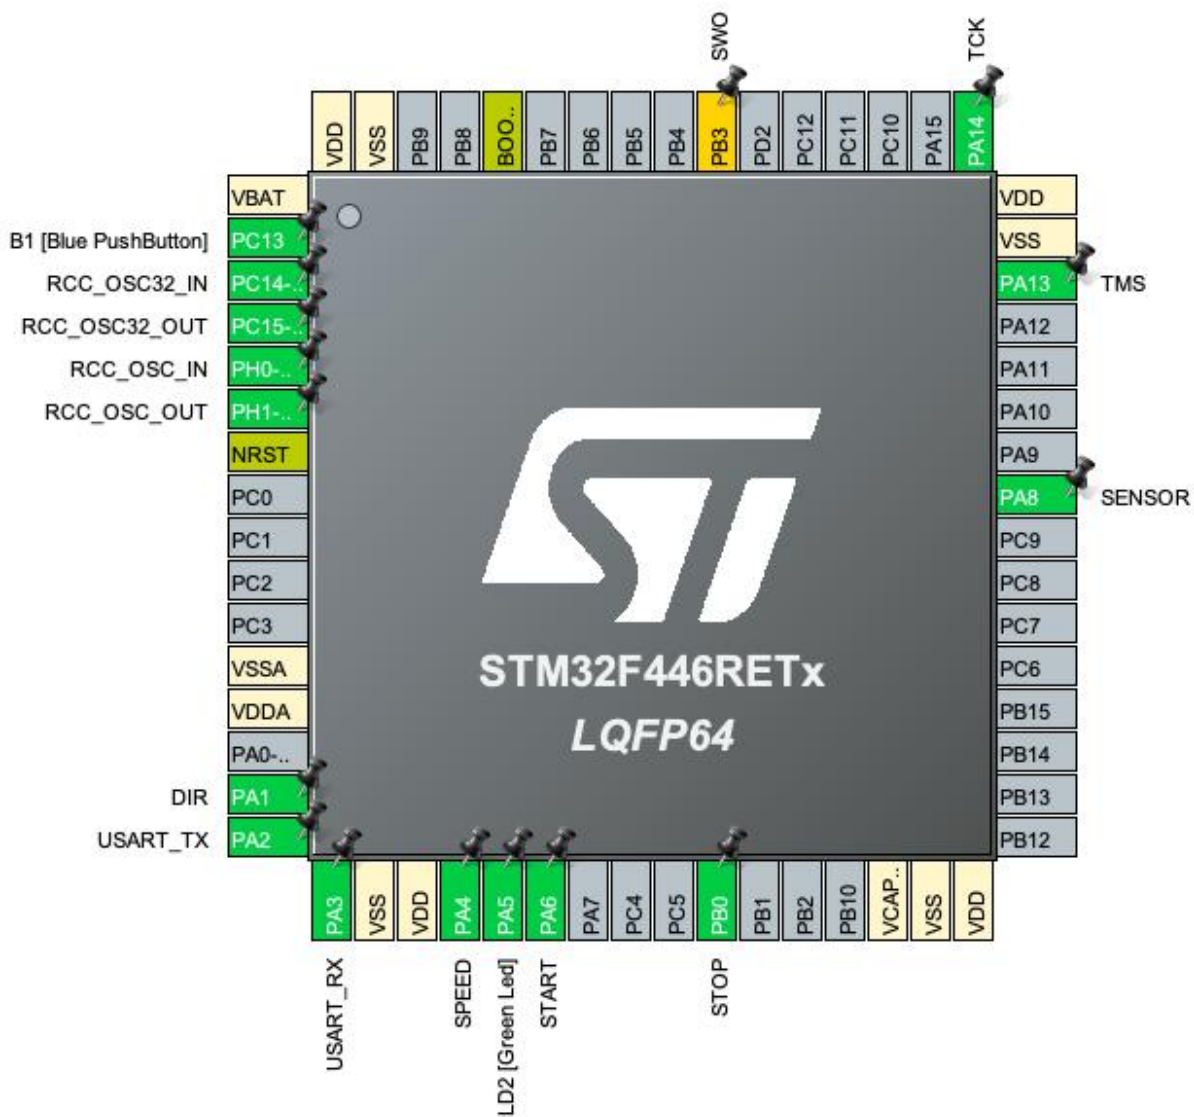 SWO
TCK
VDD
VSS
PB9
PB8
BOO..
PB7
PB6
PB5
PB4
PB3
PD2
PC12
PC11
PC10
PA15
PA14
VBAT
B1 [Blue PushButton]
PC13
RCC_OSC32_IN
PC14-..
RCC_OSC32_OUT
PC15-..
RCC_OSC_IN
PH0-..
RCC_OSC_OUT
PH1-..
NRST
PC0
PC1
PC2
PC3
VSSA
VDDA
PA0-..
DIR
PA1
USART_TX
PA2
ST
STM32F446RETx
LQFP64
VDD
VSS
PA13
TMS
PA12
PA11
PA10
PA9
PA8
SENSOR
PC9
PC8
PC7
PC6
PB15
PB14
PB13
PB12
PA3
VSS
VDD
PA4
PA5
PA6
PA7
PC4
PC5
PB0
PB1
PB2
PB10
VCAP..
VSS
VDD
USART_RX
SPEED
LD2 [Green Led]
START
STOP